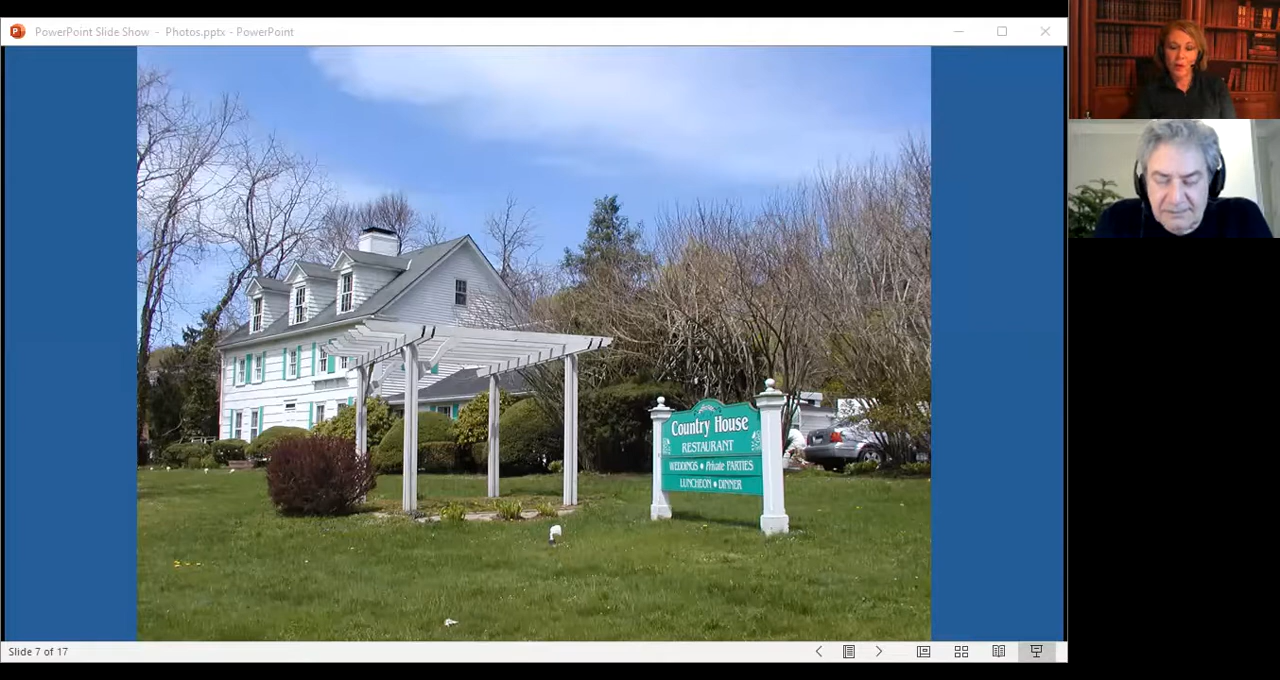 PowerPoint Slide Show - Photos.pptx - PowerPoint
Country House
RESTAURANT
WEDDINGS • Private PARTIES
LUNCHEON • DINNER
Slide 7 of 17